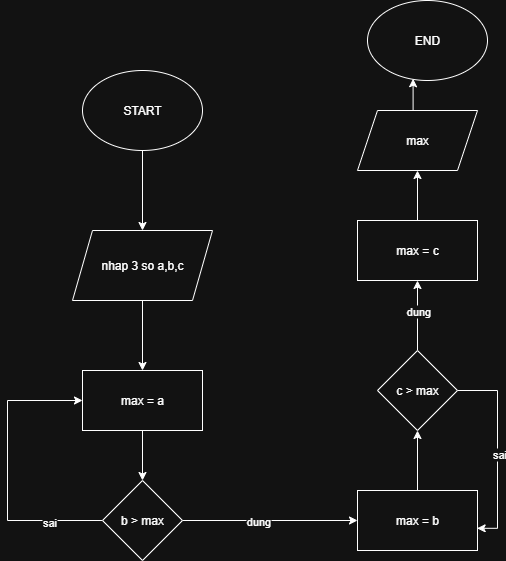 START
nhap 3 so a,b,c
max = a
b > max
sai
dung
max = b
c > max
sai
dung
max = c
max
END